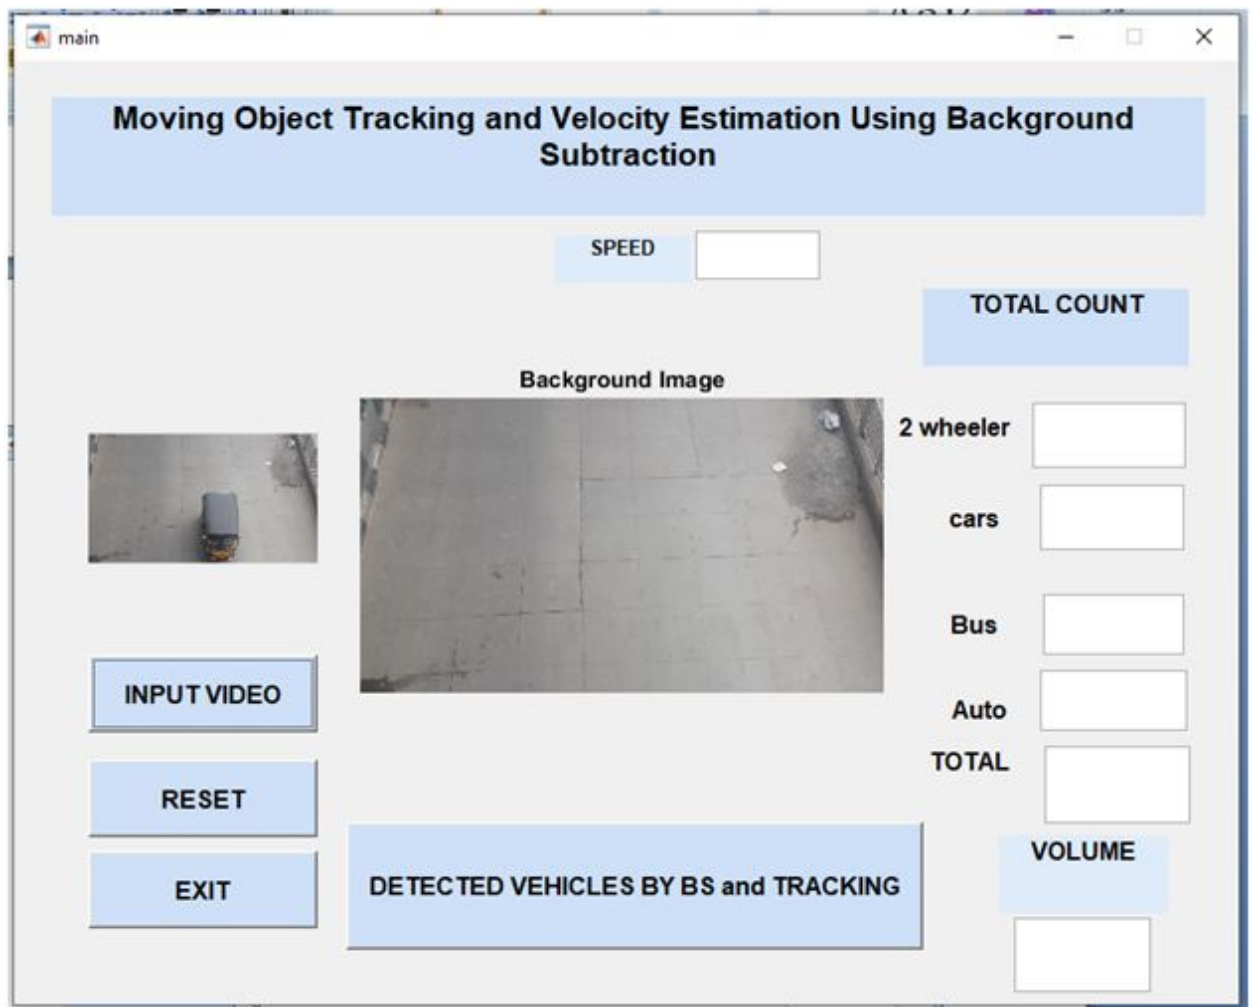 main
Moving Object Tracking and Velocity Estimation Using Background
Subtraction
SPEED
TOTAL COUNT
Background Image
2 wheeler
cars
Bus
Auto
TOTAL
VOLUME
INPUT VIDEO
RESET
EXIT
DETECTED VEHICLES BY BS and TRACKING